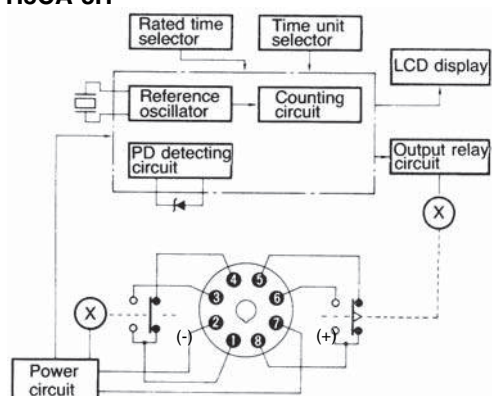 H3CA-8H
Rated time
selector
Time unit
selector
LCD display
Reference
oscillator
Counting
circuit
PD detecting
circuit
Output relay
circuit
X
4
5
3
6
X
2
7
(-)
(+)
1
8
Power
circuit